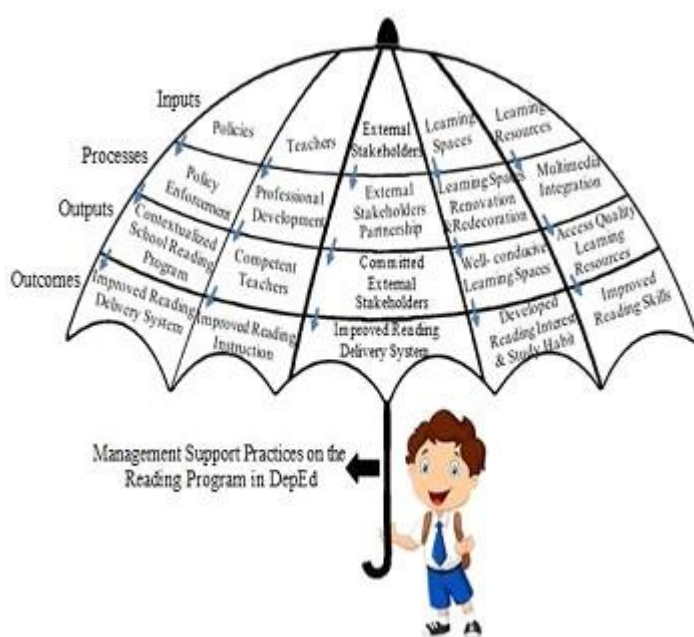 Inputs
Policies
Teachers
External
Stakeholders
Learning
Spaces
Learning
Resources
Processes
Policy
Enforcement
Professional
Development
External
Stakeholders
Partnership
Learning Spaces
Renovation
&Redecoration
Multimedia
Integration
Outputs
Contextualized
School Reading
Program
Competent
Teachers
Committed
External
Stakeholders
Well- conducive
Learning Spaces
Access Quality
Learning
Resources
Outcomes
Improved Reading
Delivery System
Improved Reading
Instruction
Improved Reading
Delivery System
Developed
Reading Interest
& Study Habit
Improved
Reading Skills
Management Support Practices on the
Reading Program in DepEd